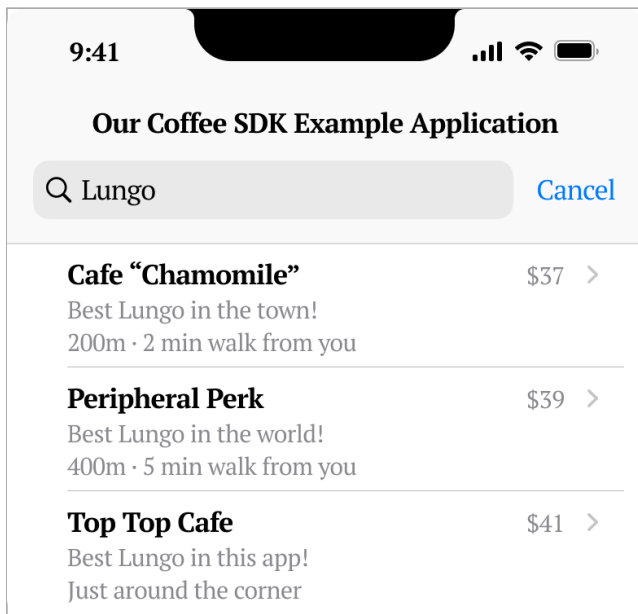 9:41
Our Coffee SDK Example Application
Lungo
Cancel
Cafe “Chamomile” $37
Best Lungo in the town!
200m · 2 min walk from you
Peripheral Perk $39
Best Lungo in the world!
400m · 5 min walk from you
Top Top Cafe $41
Best Lungo in this app!
Just around the corner